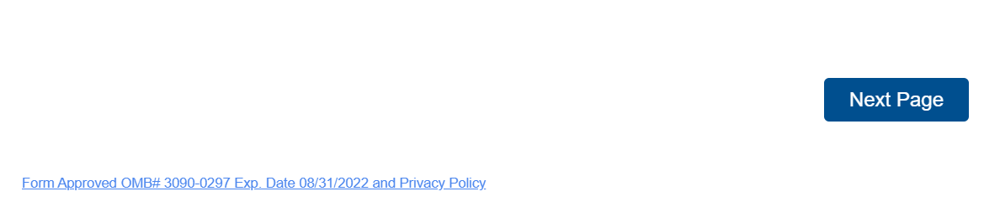 Next Page
Form Approved OMB# 3090-0297 Exp. Date 08/31/2022 and Privacy Policy